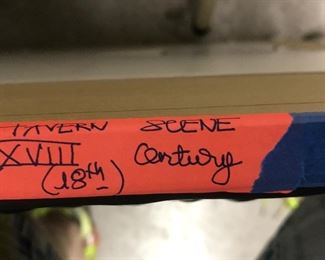 TAVERN SCENE
XVIII Century
(18th)